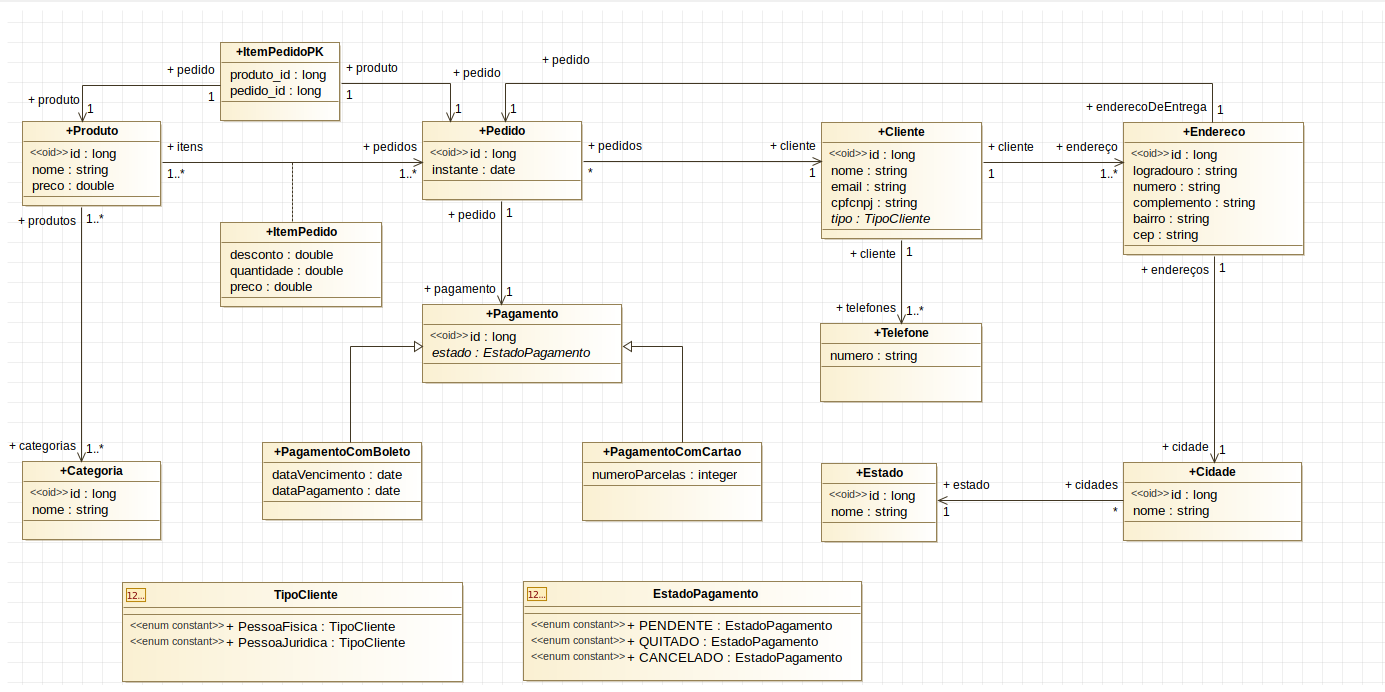 + pedido
+ItemPedidoPK
produto_id : long
pedido_id : long
+ pedido
1
+ produto
1
+ pedido
1
+ produto
1
1
+ enderecoDeEntrega
1
+Produto
<<oid>> id : long
nome : string
preco : double
+ itens
1..*
+ pedidos
1..*
+Pedido
<<oid>> id : long
instante : date
+ pedidos
*
+ cliente
1
+Cliente
<<oid>> id : long
nome : string
email : string
cpfcnpj : string
tipo : TipoCliente
+ cliente
1
+ endereço
1..*
+Endereco
<<oid>> id : long
logradouro : string
numero : string
complemento : string
bairro : string
cep : string
+ produtos
1..*
+ItemPedido
desconto : double
quantidade : double
preco : double
+ pedido
1
+ pagamento
1
+ cliente
1
+ telefones
1..*
+ endereços
1
+Pagamento
<<oid>> id : long
estado : EstadoPagamento
+Telefone
numero : string
+ categorias
1..*
+ cidade
1
+Categoria
<<oid>> id : long
nome : string
+PagamentoComBoleto
dataVencimento : date
dataPagamento : date
+PagamentoComCartao
numeroParcelas : integer
+Estado
<<oid>> id : long
nome : string
+ estado
1
+ cidades
*
+Cidade
<<oid>> id : long
nome : string
12...
TipoCliente
<<enum constant>> + PessoaFisica : TipoCliente
<<enum constant>> + PessoaJuridica : TipoCliente
12...
EstadoPagamento
<<enum constant>> + PENDENTE : EstadoPagamento
<<enum constant>> + QUITADO : EstadoPagamento
<<enum constant>> + CANCELADO : EstadoPagamento